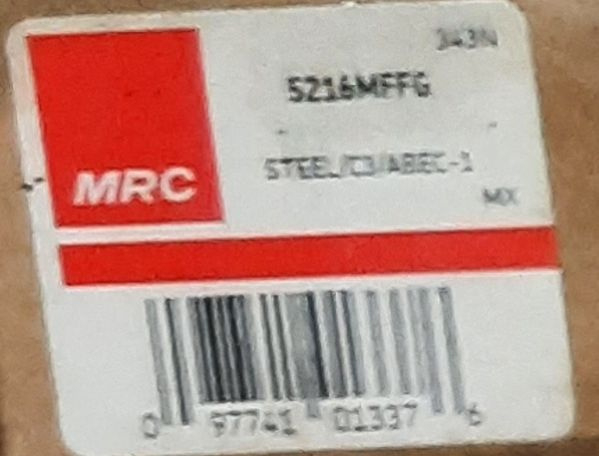 343N
5216MFFG
STEEL/C3/ABEC-1
MRC
MX
0 97741 01337 6